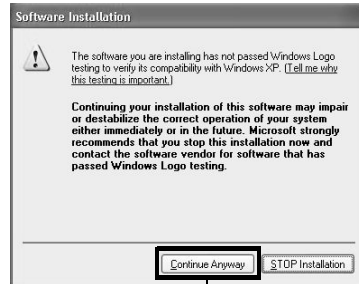 Software Installation
The software you are installing has not passed Windows Logo
testing to verify its compatibility with Windows XP. (Tell me why
this testing is important.)
Continuing your installation of this software may impair
or destabilize the correct operation of your system
either immediately or in the future. Microsoft strongly
recommends that you stop this installation now and
contact the software vendor for software that has
passed Windows Logo testing.
Continue Anyway
STOP Installation